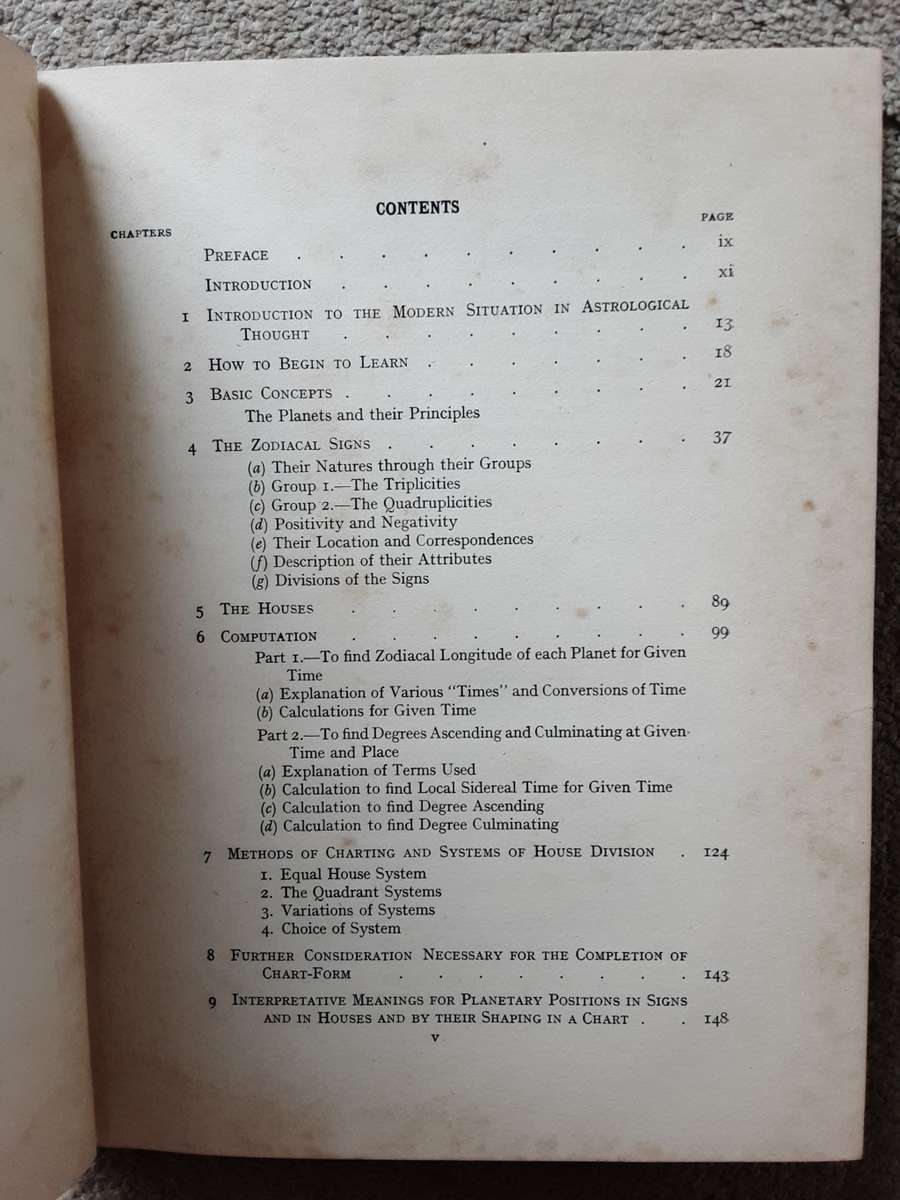 CONTENTS
CHAPTERS PAGE
PREFACE . . . . . . . . . . ix
INTRODUCTION . . . . . . . . . xi
1 INTRODUCTION TO THE MODERN SITUATION IN ASTROLOGICAL
THOUGHT . . . . . . . . . 13
2 HOW TO BEGIN TO LEARN . . . . . . . 18
3 BASIC CONCEPTS . . . . . . . . . 21
The Planets and their Principles
4 THE ZODIACAL SIGNS . . . . . . . . 37
(a) Their Natures through their Groups
(b) Group 1.—The Triplicities
(c) Group 2.—The Quadruplicities
(d) Positivity and Negativity
(e) Their Location and Correspondences
(f) Description of their Attributes
(g) Divisions of the Signs
5 THE HOUSES . . . . . . . . . 89
6 COMPUTATION . . . . . . . . . 99
Part 1.—To find Zodiacal Longitude of each Planet for Given
Time
(a) Explanation of Various "Times" and Conversions of Time
(b) Calculations for Given Time
Part 2.—To find Degrees Ascending and Culminating at Given
Time and Place
(a) Explanation of Terms Used
(b) Calculation to find Local Sidereal Time for Given Time
(c) Calculation to find Degree Ascending
(d) Calculation to find Degree Culminating
7 METHODS OF CHARTING AND SYSTEMS OF HOUSE DIVISION . 124
1. Equal House System
2. The Quadrant Systems
3. Variations of Systems
4. Choice of System
8 FURTHER CONSIDERATION NECESSARY FOR THE COMPLETION OF
CHART-FORM . . . . . . . . 143
9 INTERPRETATIVE MEANINGS FOR PLANETARY POSITIONS IN SIGNS
AND IN HOUSES AND BY THEIR SHAPING IN A CHART . . 148
v